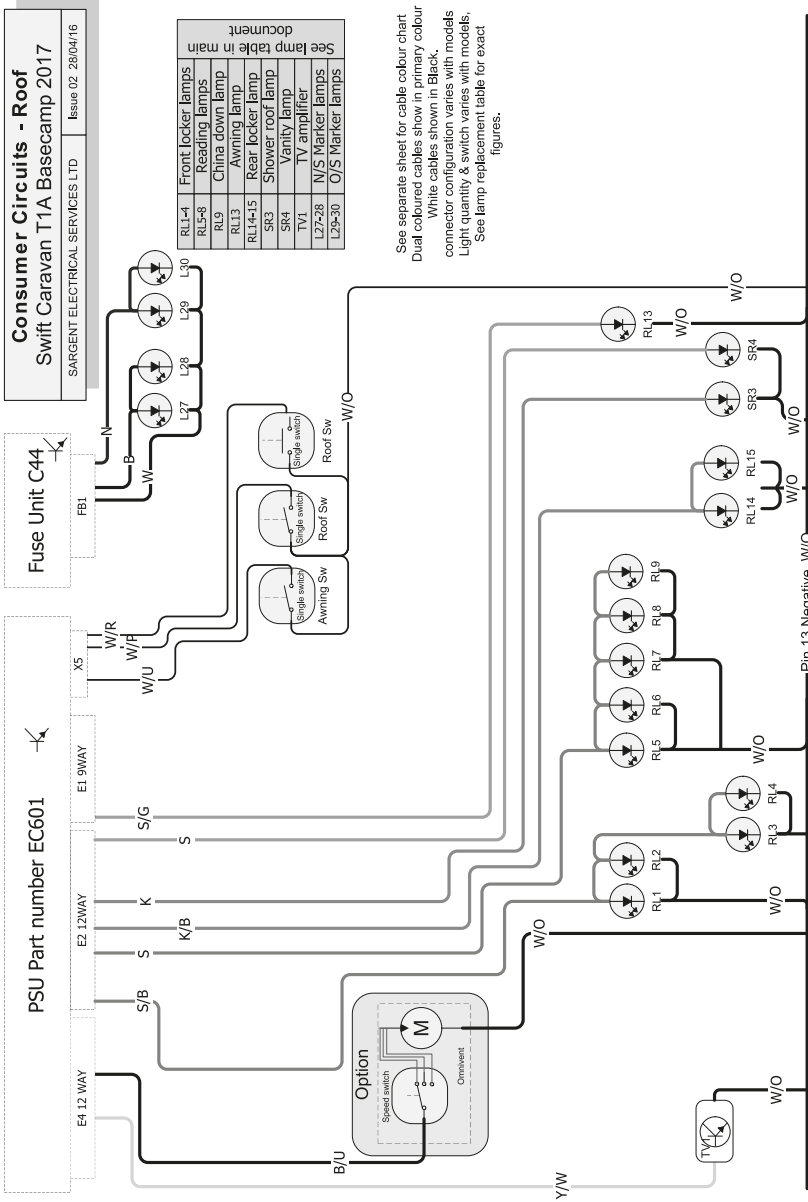 Consumer Circuits - Roof
Swift Caravan T1A Basecamp 2017
SARGENT ELECTRICAL SERVICES LTD
Issue 02 28/04/16
Fuse Unit C44
FB1
PSU Part number EC601
X5
E1 9WAY
E2 12WAY
E4 12 WAY
RL1-4 Front locker lamps
RL5-8 Reading lamps
RL9 China down lamp
RL13 Awning lamp
RL14-15 Rear locker lamp
SR3 Shower roof lamp
SR4 Vanity lamp
TV1 TV amplifier
L27-28 N/S Marker lamps
L29-30 O/S Marker lamps
See lamp table in main
document
N
B
W
L27
L28
L29
L30
W/R
W/P
W/U
Single switch
Awning Sw
Single switch
Roof Sw
Single switch
Roof Sw
W/O
W/O
See separate sheet for cable colour chart
Dual coloured cables show in primary colour
White cables shown in Black.
connector configuration varies with models
Light quantity & switch varies with models,
See lamp replacement table for exact
figures.
S/G
S
K
K/B
S
S/B
B/U
Y/W
Option
Speed switch
M
Omnivent
W/O
RL13
W/O
SR3
SR4
W/O
RL14
RL15
W/O
RL5
RL6
RL7
RL8
RL9
W/O
RL1
RL2
RL3
RL4
W/O
TV1
W/O
Pin 13 Negative W/O